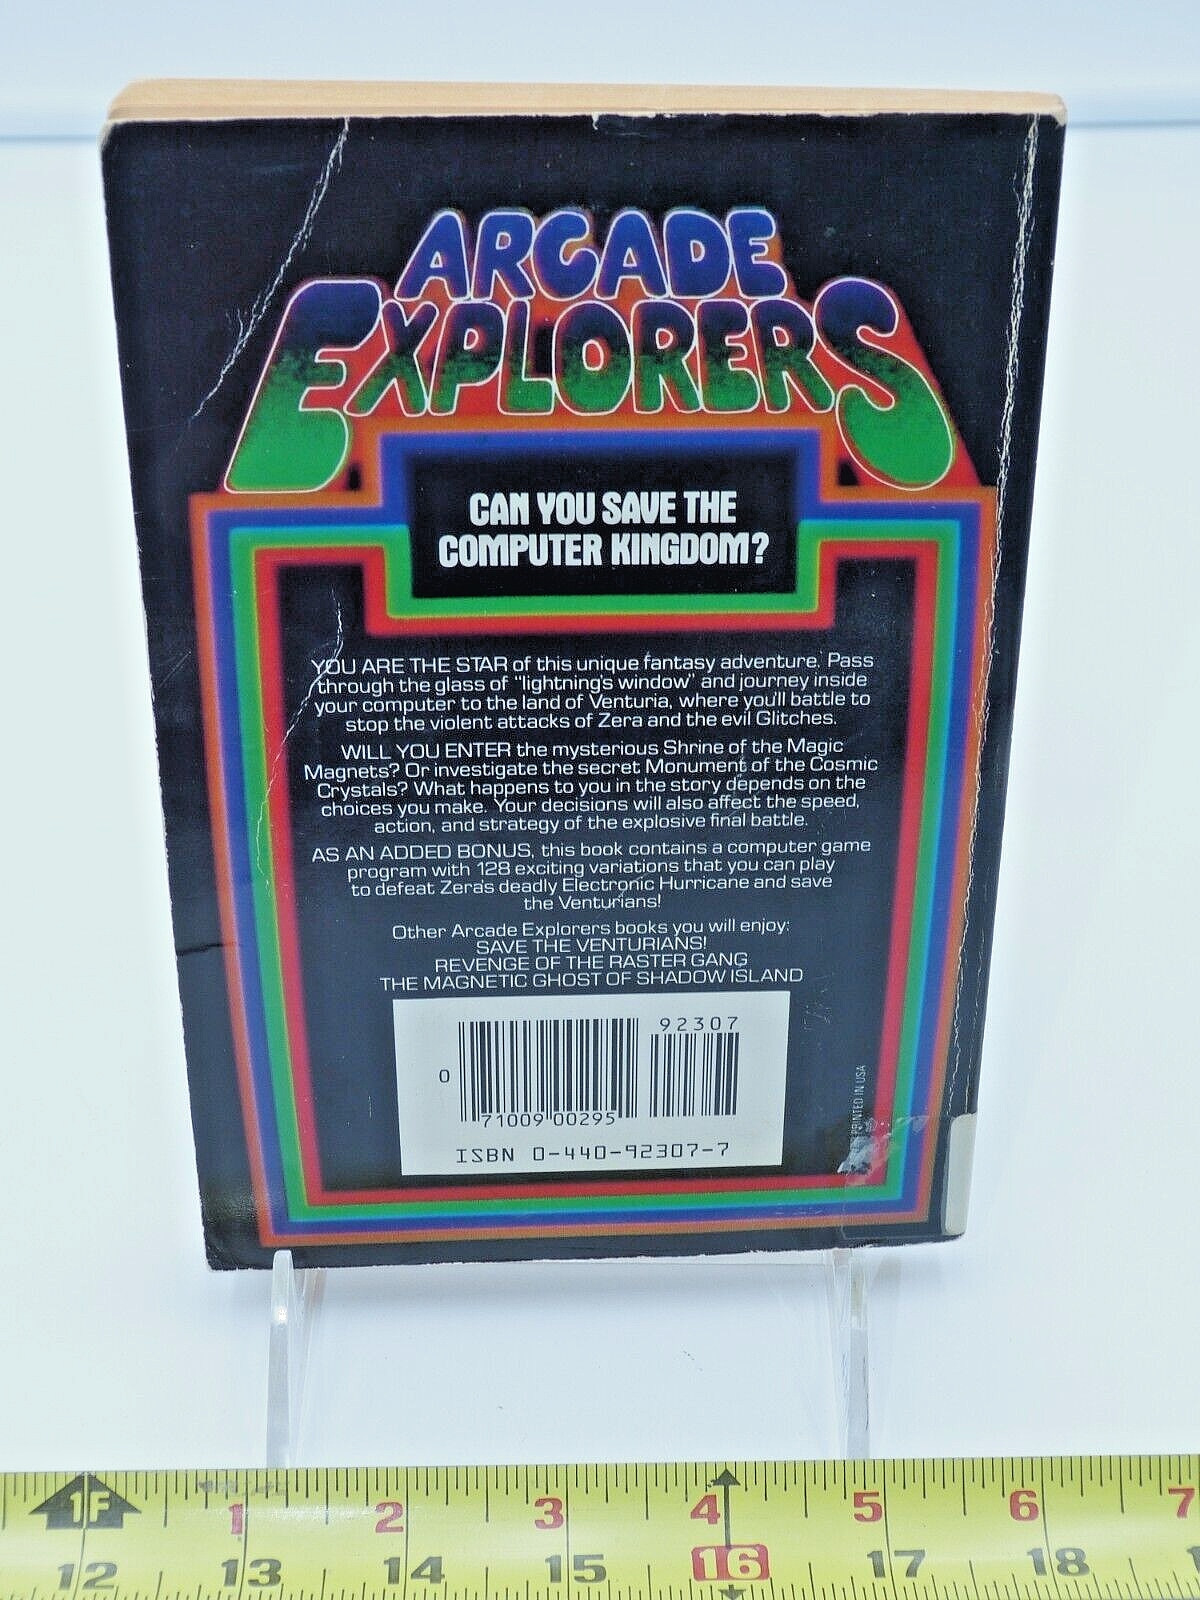 ARCADE
EXPLORERS
CAN YOU SAVE THE
COMPUTER KINGDOM?
YOU ARE THE STAR of this unique fantasy adventure. Pass
through the glass of "lightning's window" and journey inside
your computer to the land of Venturia, where you'll battle to
stop the violent attacks of Zera and the evil Glitches.
WILL YOU ENTER the mysterious Shrine of the Magic
Magnets? Or investigate the secret Monument of the Cosmic
Crystals? What happens to you in the story depends on the
choices you make. Your decisions will also affect the speed,
action, and strategy of the explosive final battle.
AS AN ADDED BONUS, this book contains a computer game
program with 128 exciting variations that you can play
to defeat Zera's deadly Electronic Hurricane and save
the Venturians!
Other Arcade Explorers books you will enjoy:
SAVE THE VENTURIANS!
REVENGE OF THE RASTER GANG
THE MAGNETIC GHOST OF SHADOW ISLAND
92307
0
71009 00295
ISBN 0-440-92307-7
PRINTED IN USA
1F 1 2 3 4 5 6 7
12 13 14 15 16 17 18